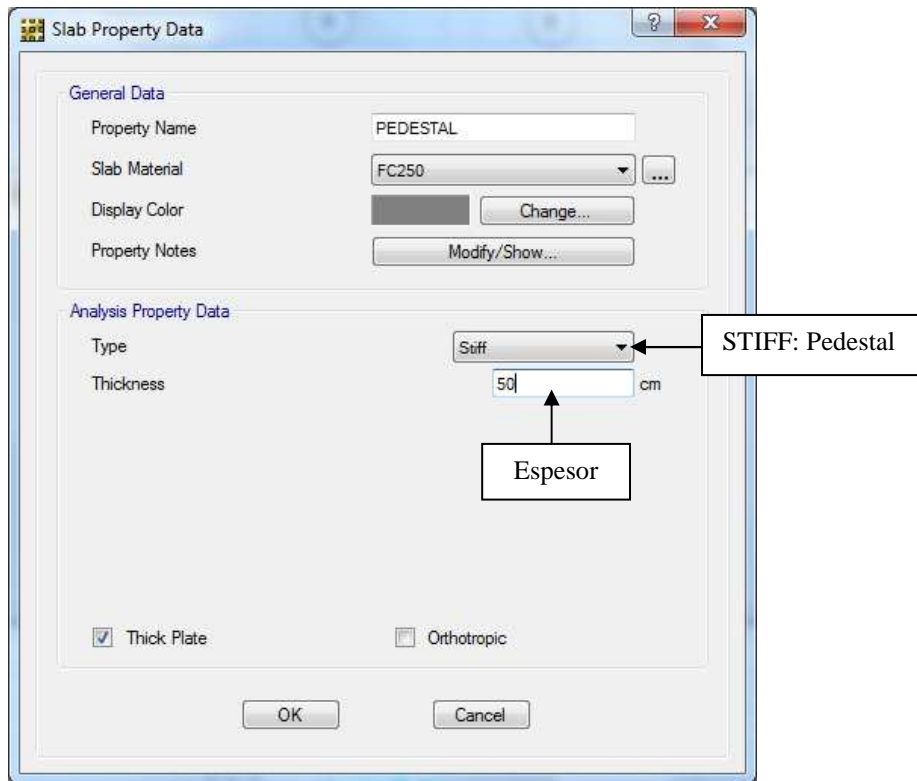 Slab Property Data
General Data
Property Name PEDESTAL
Slab Material FC250 ...
Display Color Change...
Property Notes Modify/Show...
Analysis Property Data
Type Stiff STIFF: Pedestal
Thickness 50 cm
Espesor
Thick Plate Orthotropic
OK Cancel